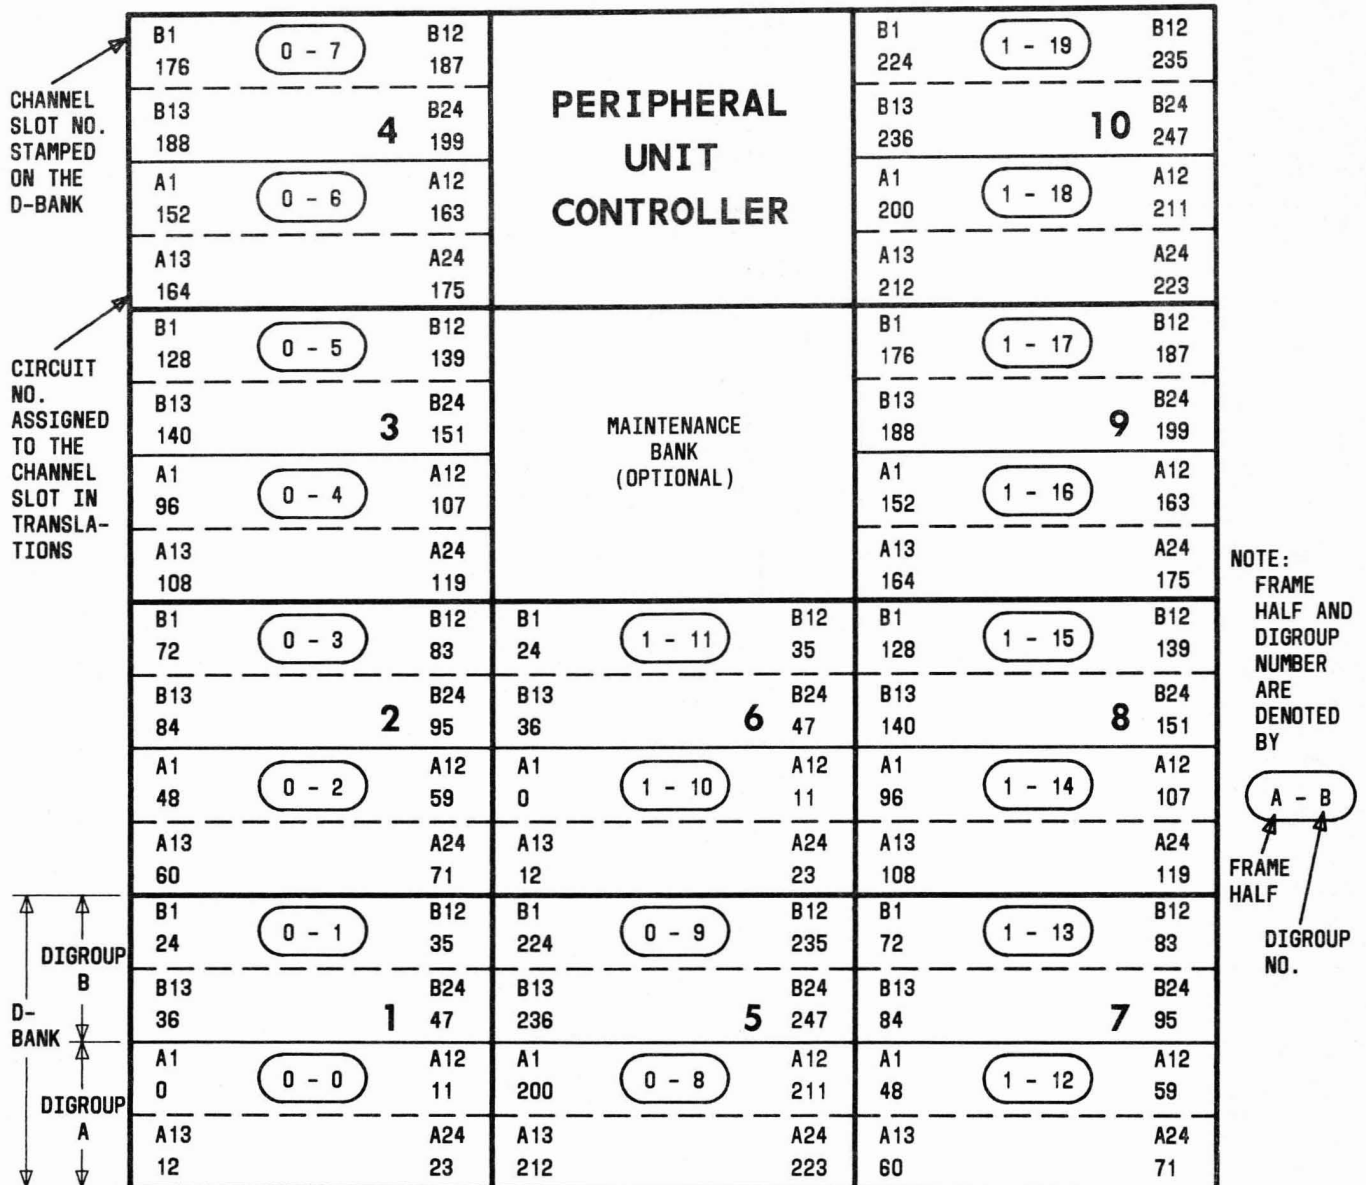 CHANNEL
SLOT NO.
STAMPED
ON THE
D-BANK
CIRCUIT
NO.
ASSIGNED
TO THE
CHANNEL
SLOT IN
TRANSLA-
TIONS
B1 0 - 7 B12
176 187
B13 B24
188 4 199
A1 0 - 6 A12
152 163
A13 A24
164 175
B1 0 - 5 B12
128 139
B13 B24
140 3 151
A1 0 - 4 A12
96 107
A13 A24
108 119
B1 0 - 3 B12
72 83
B13 B24
84 2 95
A1 0 - 2 A12
48 59
A13 A24
60 71
B1 0 - 1 B12
24 35
B13 B24
36 1 47
A1 0 - 0 A12
0 11
A13 A24
12 23
D-
BANK
DIGROUP
B
DIGROUP
A
PERIPHERAL
UNIT
CONTROLLER
MAINTENANCE
BANK
(OPTIONAL)
B1 1 - 11 B12
24 35
B13 B24
36 6 47
A1 1 - 10 A12
0 11
A13 A24
12 23
B1 0 - 9 B12
224 235
B13 B24
236 5 247
A1 0 - 8 A12
200 211
A13 A24
212 223
B1 1 - 19 B12
224 235
B13 B24
236 10 247
A1 1 - 18 A12
200 211
A13 A24
212 223
B1 1 - 17 B12
176 187
B13 B24
188 9 199
A1 1 - 16 A12
152 163
A13 A24
164 175
B1 1 - 15 B12
128 139
B13 B24
140 8 151
A1 1 - 14 A12
96 107
A13 A24
108 119
B1 1 - 13 B12
72 83
B13 B24
84 7 95
A1 1 - 12 A12
48 59
A13 A24
60 71
NOTE:
FRAME
HALF AND
DIGROUP
NUMBER
ARE
DENOTED
BY
A - B
FRAME
HALF
DIGROUP
NO.